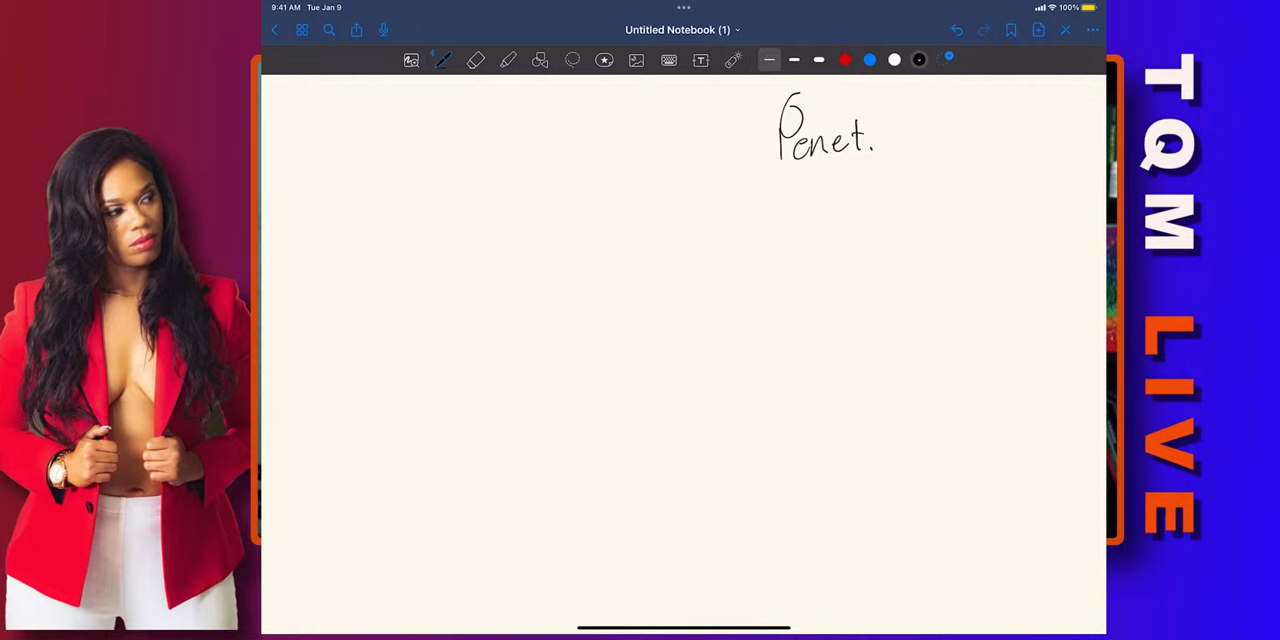 9:41 AM Tue Jan 9
100%
Untitled Notebook (1)
Penet.
TQM LIVE